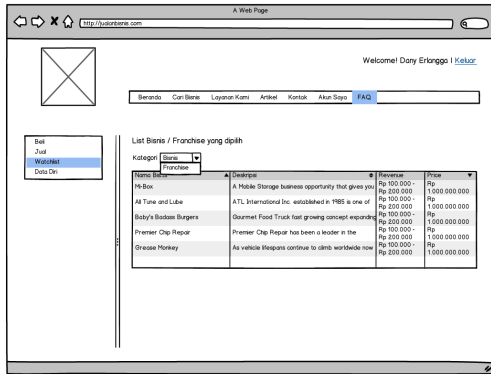 A Web Page
http://jualanbisnis.com
Welcome! Dany Erlangga | Keluar
Beranda Cari Bisnis Layanan Kami Artikel Kontak Akun Saya FAQ
Beli
Jual
Watchlist
Data Diri
List Bisnis / Franchise yang dipilih
Kategori Bisnis
Franchise
Nama Deskripsi Revenue Price
Mi-Box A Mobile Storage business opportunity that gives you Rp 100.000 - Rp 200.000 Rp 1.000.000.000
All Tune and Lube ATL International Inc. established in 1985 is one of Rp 100.000 - Rp 200.000 Rp 1.000.000.000
Baby's Badass Burgers Gourmet Food Truck fast growing concept expanding Rp 100.000 - Rp 200.000 Rp 1.000.000.000
Premier Chip Repair Premier Chip Repair has been a leader in the Rp 100.000 - Rp 200.000 Rp 1.000.000.000
Grease Monkey As vehicle lifespans continue to climb worldwide now Rp 100.000 - Rp 200.000 Rp 1.000.000.000